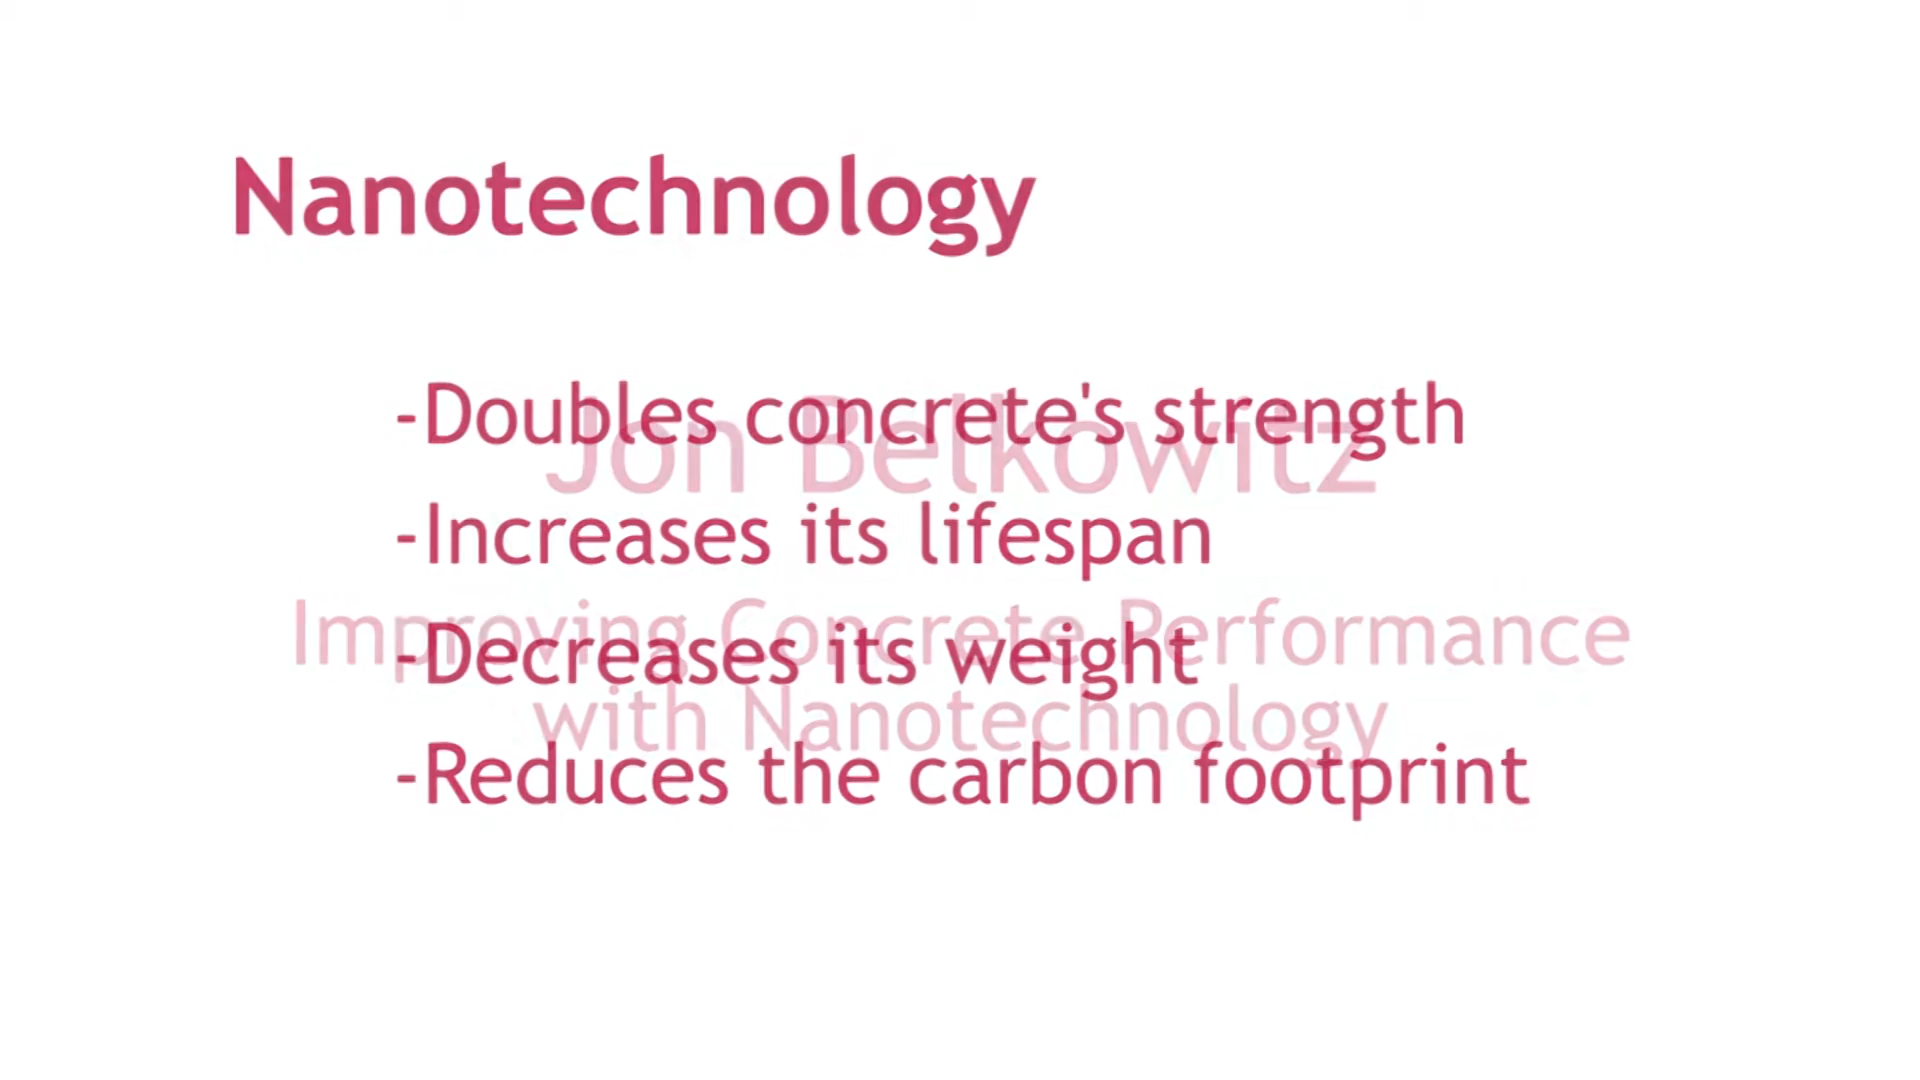 Nanotechnology
-Doubles concrete's strength
Jon Belkowitz
-Increases its lifespan
Improving Concrete Performance
-Decreases its weight
with Nanotechnology
-Reduces the carbon footprint